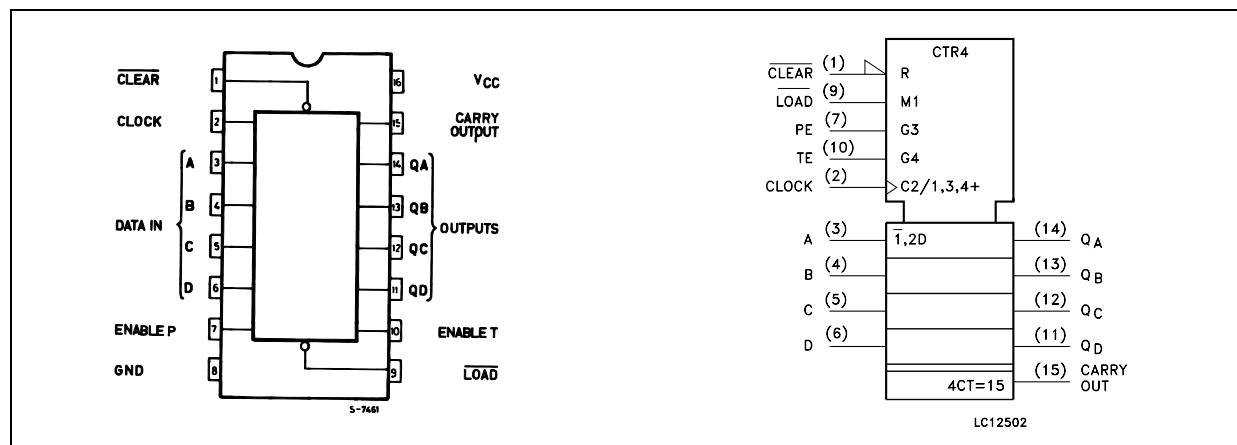 CLEAR 1 16 VCC
CLOCK 2 15 CARRY OUTPUT
A 3 14 QA
B 4 13 QB
DATA IN OUTPUTS
C 5 12 QC
D 6 11 QD
ENABLE P 7 10 ENABLE T
GND 8 9 LOAD
S-7461
CTR4
CLEAR (1) R
LOAD (9) M1
PE (7) G3
TE (10) G4
CLOCK (2) C2/1,3,4+
A (3) 1,2D (14) QA
B (4) (13) QB
C (5) (12) QC
D (6) (11) QD
4CT=15 (15) CARRY OUT
LC12502